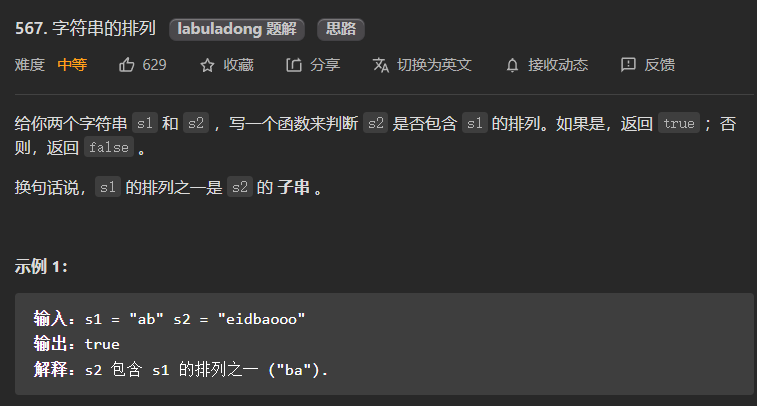 567. 字符串的排列 labuladong 题解 思路
难度 中等 629 收藏 分享 切换为英文 接收动态 反馈
给你两个字符串 s1 和 s2 ，写一个函数来判断 s2 是否包含 s1 的排列。如果是，返回 true ；否
则，返回 false 。
换句话说，s1 的排列之一是 s2 的 子串 。
示例 1：
输入：s1 = "ab" s2 = "eidbaooo"
输出：true
解释：s2 包含 s1 的排列之一 ("ba").